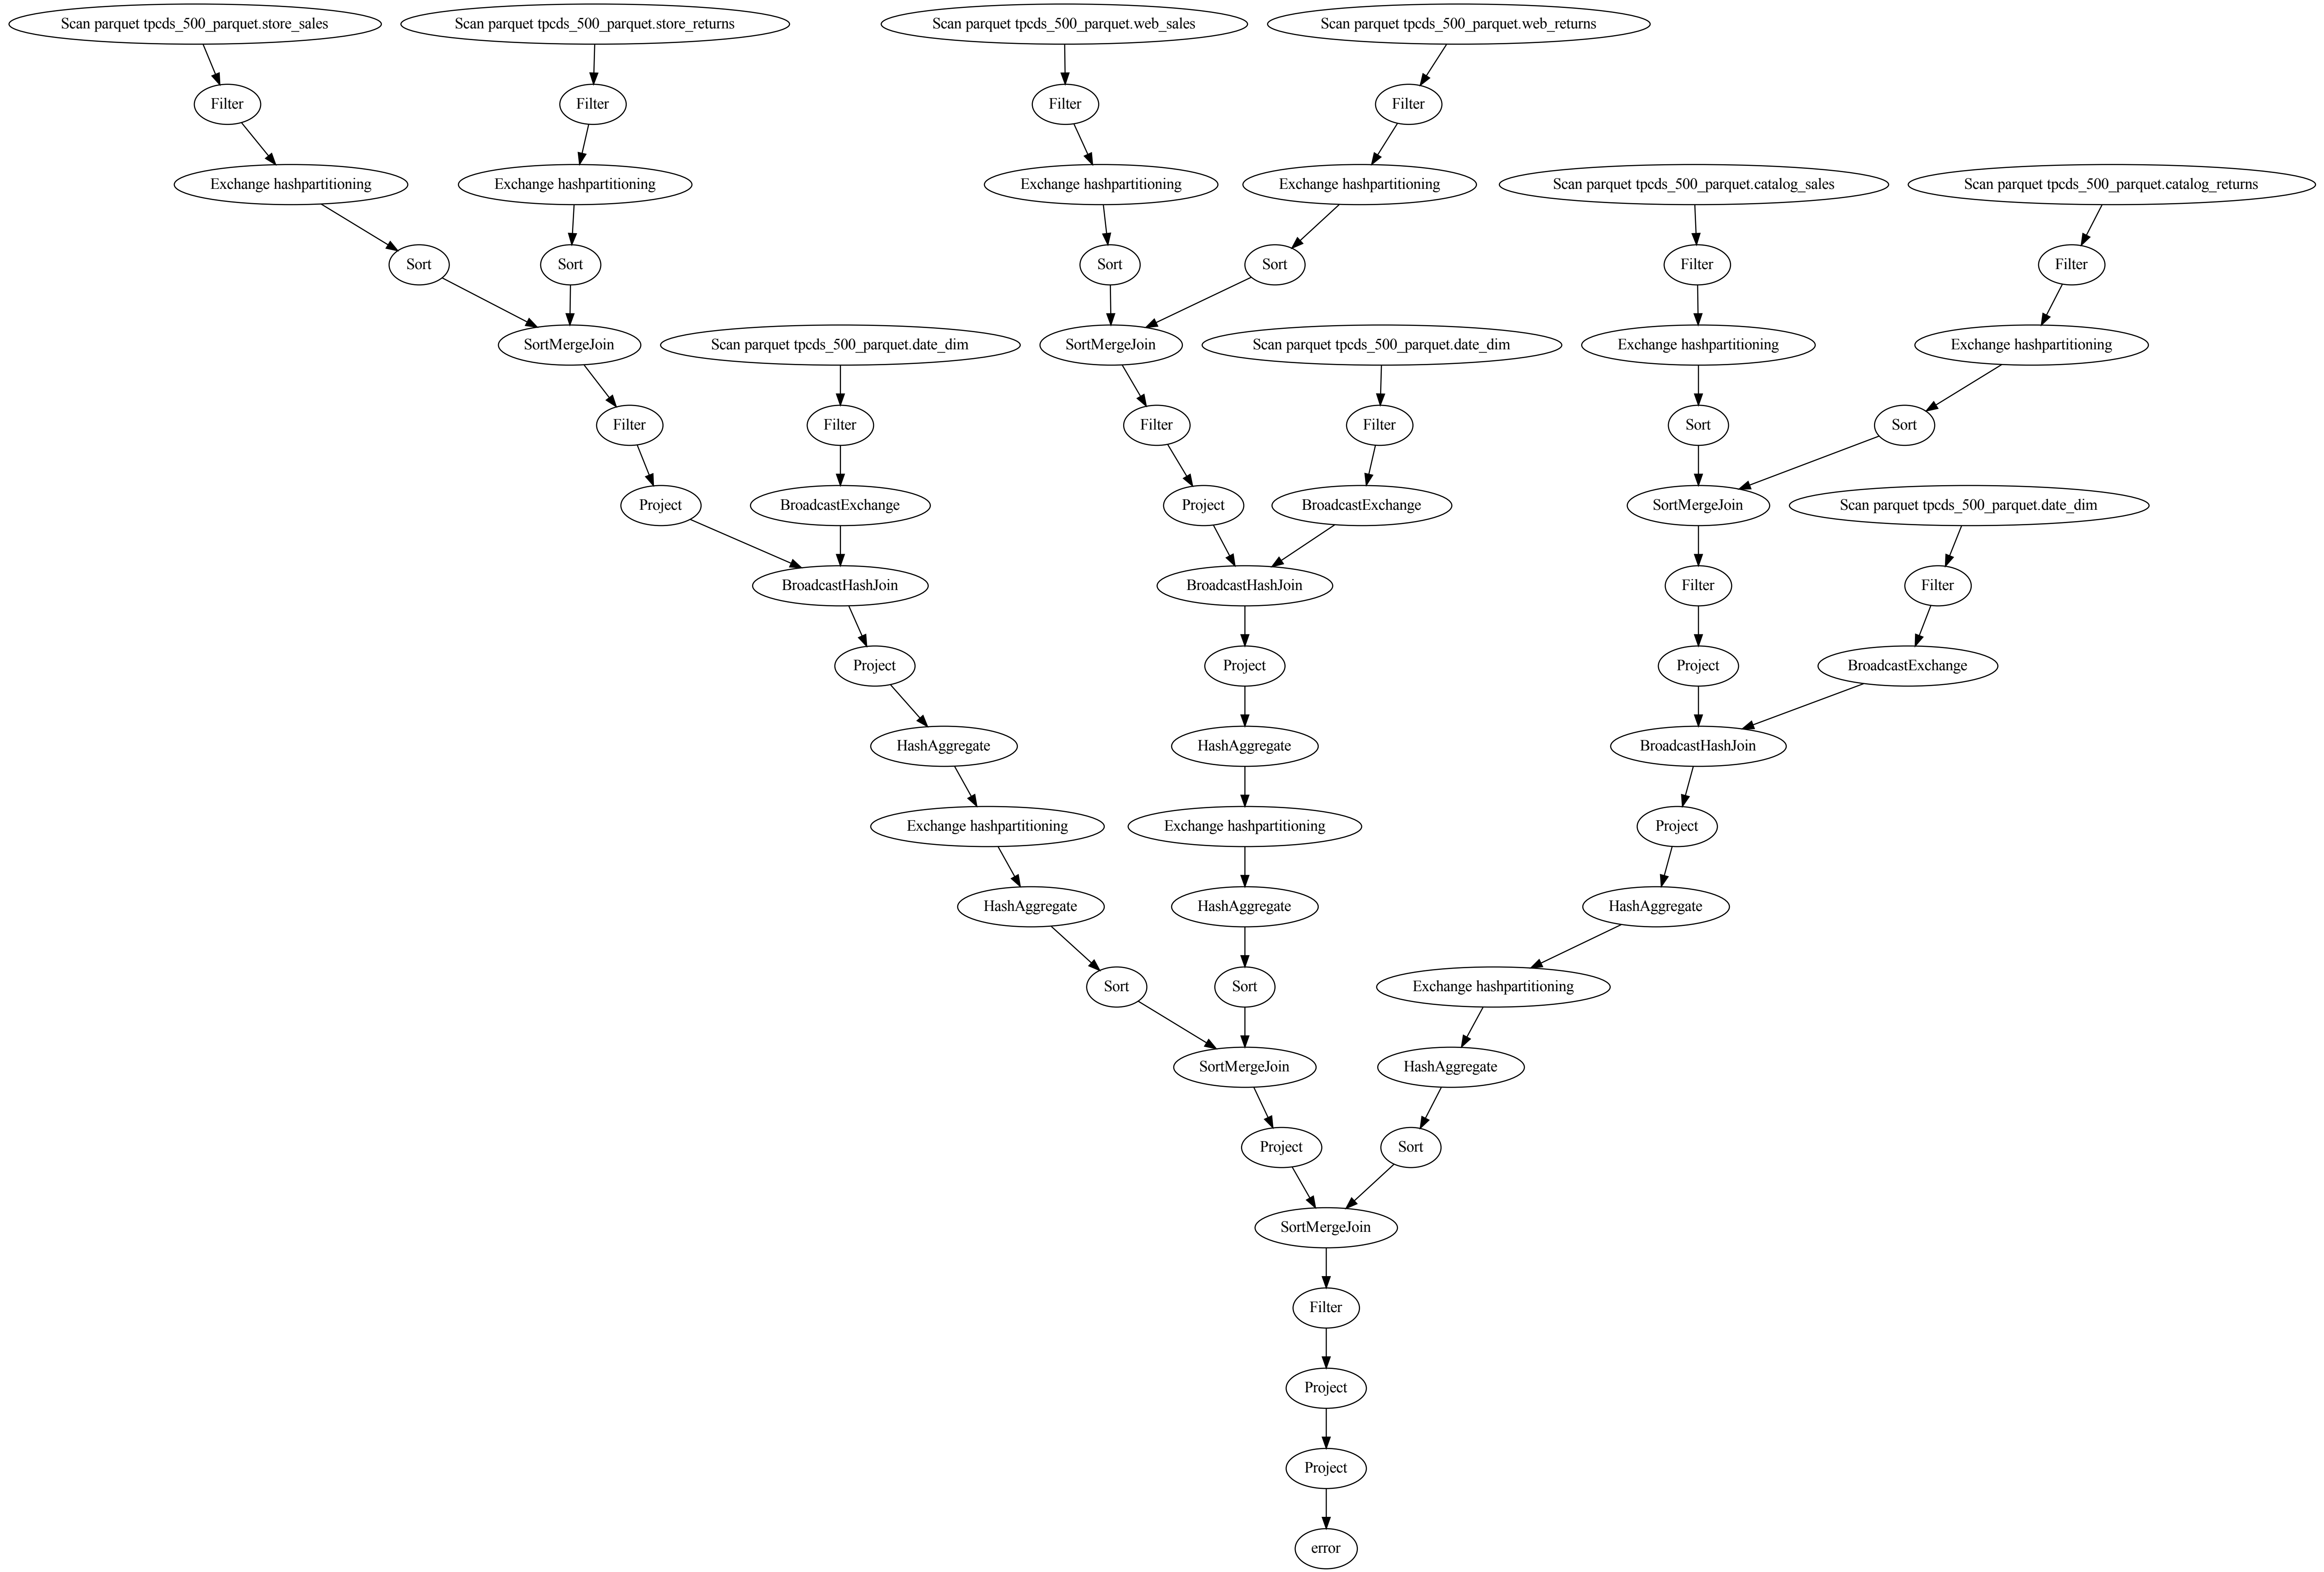 Scan parquet tpcds_500_parquet.store_sales
Scan parquet tpcds_500_parquet.store_returns
Scan parquet tpcds_500_parquet.web_sales
Scan parquet tpcds_500_parquet.web_returns
Filter
Filter
Filter
Filter
Exchange hashpartitioning
Exchange hashpartitioning
Exchange hashpartitioning
Exchange hashpartitioning
Scan parquet tpcds_500_parquet.catalog_sales
Scan parquet tpcds_500_parquet.catalog_returns
Sort
Sort
Sort
Sort
Filter
Filter
SortMergeJoin
Scan parquet tpcds_500_parquet.date_dim
SortMergeJoin
Scan parquet tpcds_500_parquet.date_dim
Exchange hashpartitioning
Exchange hashpartitioning
Filter
Filter
Filter
Filter
Sort
Sort
Project
BroadcastExchange
Project
BroadcastExchange
SortMergeJoin
Scan parquet tpcds_500_parquet.date_dim
BroadcastHashJoin
BroadcastHashJoin
Filter
Filter
Project
Project
Project
BroadcastExchange
HashAggregate
HashAggregate
BroadcastHashJoin
Exchange hashpartitioning
Exchange hashpartitioning
Project
HashAggregate
HashAggregate
HashAggregate
Sort
Sort
Exchange hashpartitioning
SortMergeJoin
HashAggregate
Project
Sort
SortMergeJoin
Filter
Project
Project
error